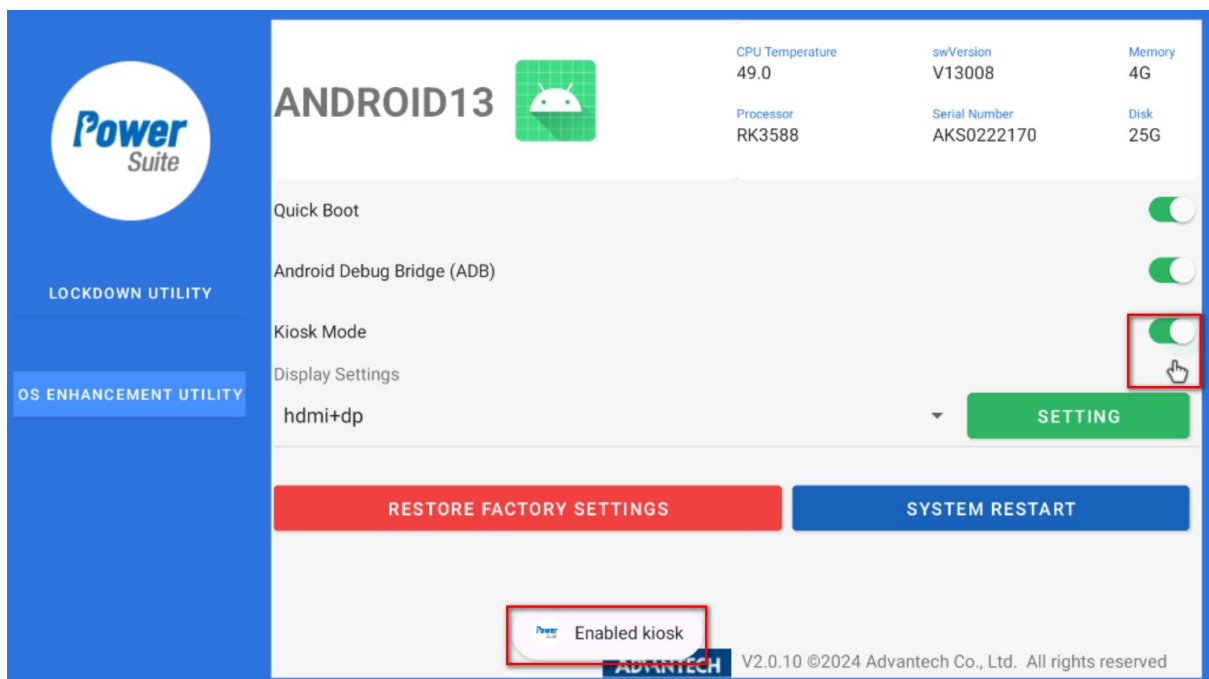 Power
Suite
LOCKDOWN UTILITY
OS ENHANCEMENT UTILITY
ANDROID13
CPU Temperature
49.0
swVersion
V13008
Memory
4G
Processor
RK3588
Serial Number
AKS0222170
Disk
25G
Quick Boot
Android Debug Bridge (ADB)
Kiosk Mode
Display Settings
hdmi+dp
SETTING
RESTORE FACTORY SETTINGS
SYSTEM RESTART
Power
Enabled kiosk
ADVANTECH
V2.0.10 ©2024 Advantech Co., Ltd. All rights reserved